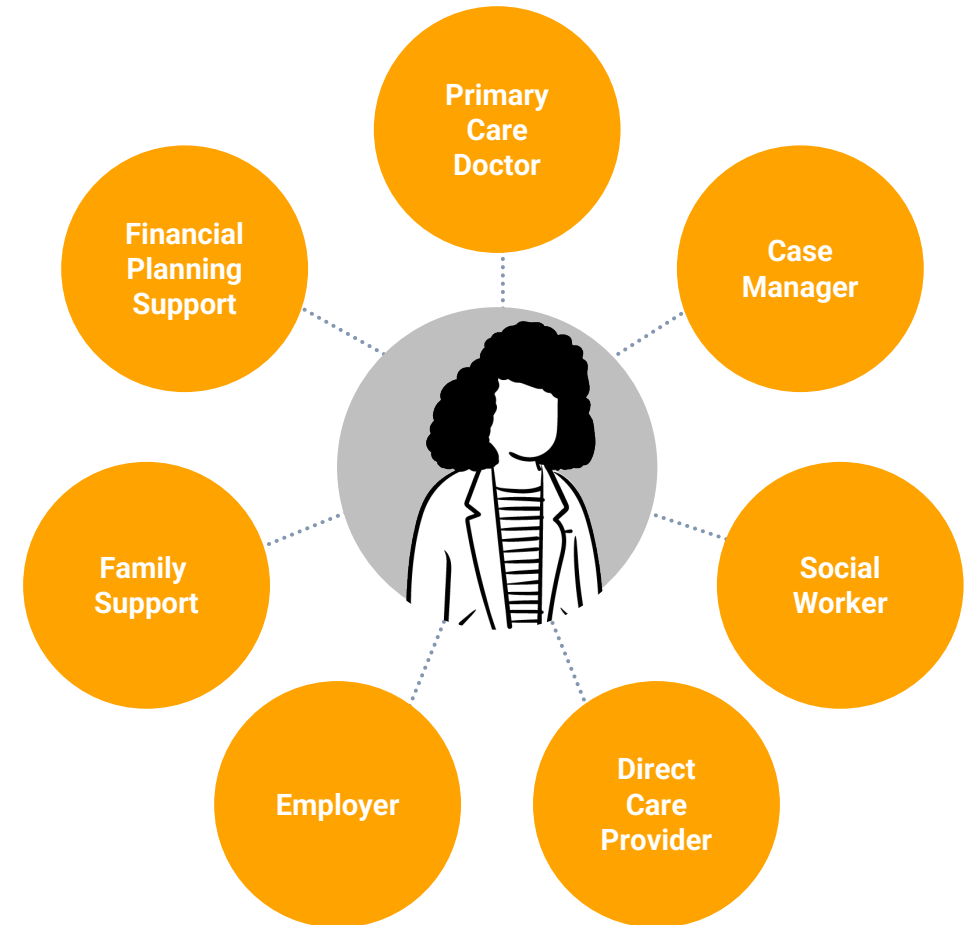 Primary
Care
Doctor
Case
Manager
Social
Worker
Direct
Care
Provider
Employer
Family
Support
Financial
Planning
Support